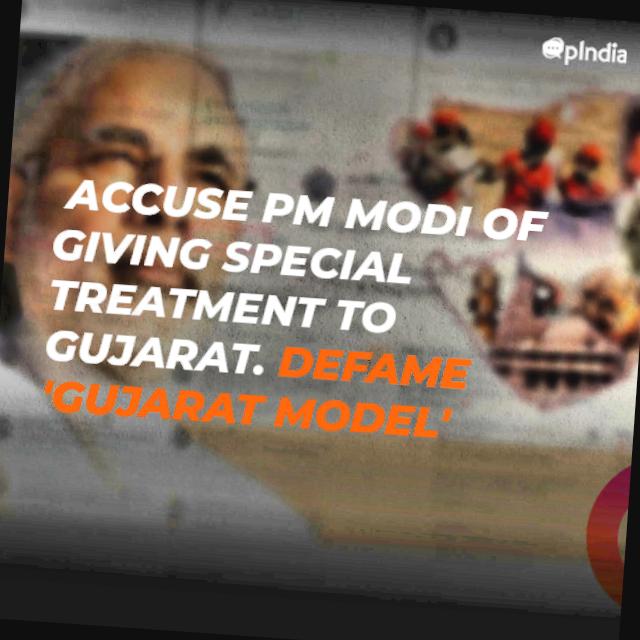 OpIndia
ACCUSE PM MODI OF
GIVING SPECIAL
TREATMENT TO
GUJARAT. DEFAME
'GUJARAT MODEL'